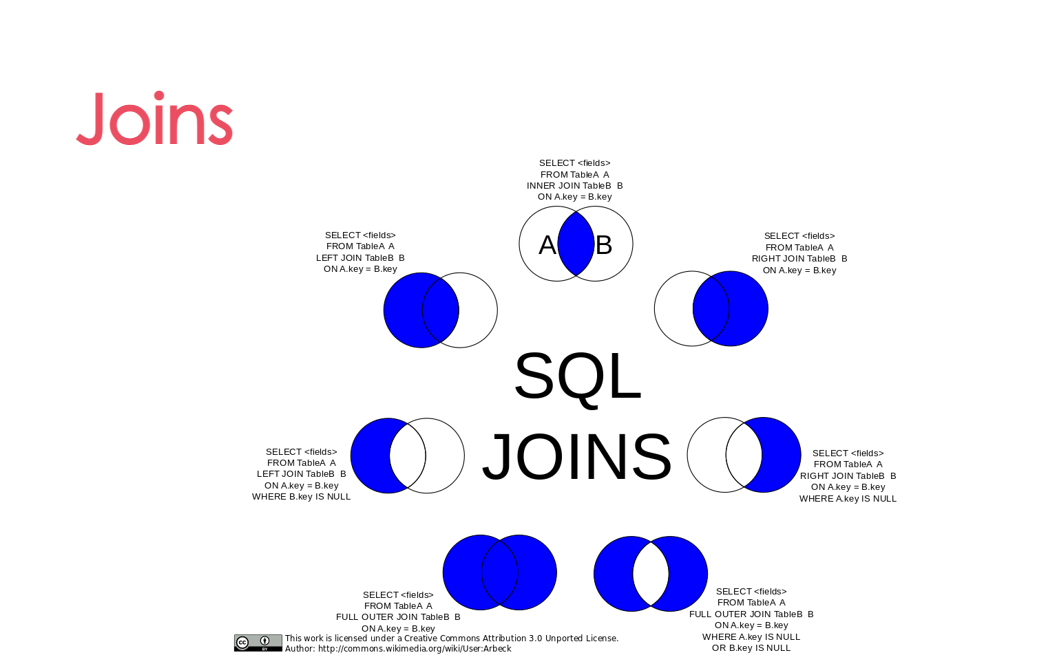 Joins
SELECT <fields>
FROM TableA A
INNER JOIN TableB B
ON A.key = B.key
A B
SELECT <fields>
FROM TableA A
LEFT JOIN TableB B
ON A.key = B.key
SELECT <fields>
FROM TableA A
RIGHT JOIN TableB B
ON A.key = B.key
SQL
JOINS
SELECT <fields>
FROM TableA A
LEFT JOIN TableB B
ON A.key = B.key
WHERE B.key IS NULL
SELECT <fields>
FROM TableA A
RIGHT JOIN TableB B
ON A.key = B.key
WHERE A.key IS NULL
SELECT <fields>
FROM TableA A
FULL OUTER JOIN TableB B
ON A.key = B.key
SELECT <fields>
FROM TableA A
FULL OUTER JOIN TableB B
ON A.key = B.key
WHERE A.key IS NULL
OR B.key IS NULL
cc BY
This work is licensed under a Creative Commons Attribution 3.0 Unported License.
Author: http://commons.wikimedia.org/wiki/User:Arbeck